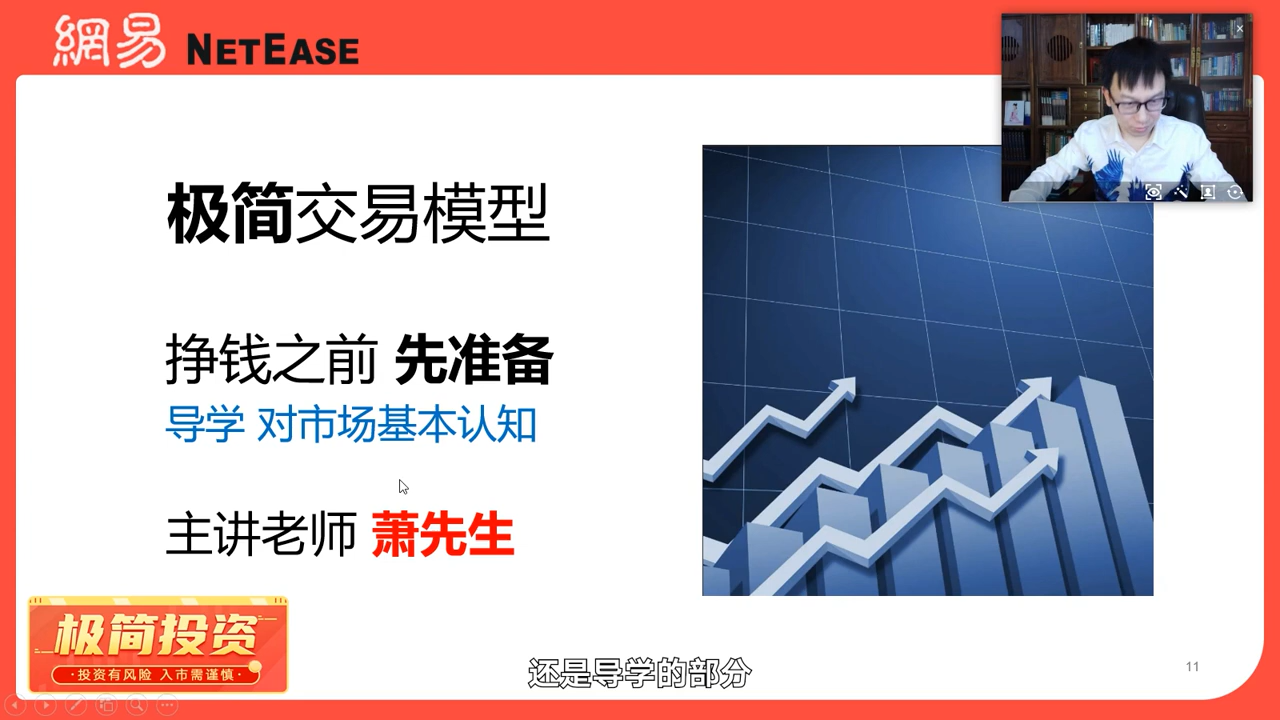 網易 NETEASE
极简交易模型
挣钱之前 先准备
导学 对市场基本认知
主讲老师 萧先生
极简投资
·投资有风险 入市需谨慎·
还是导学的部分
11